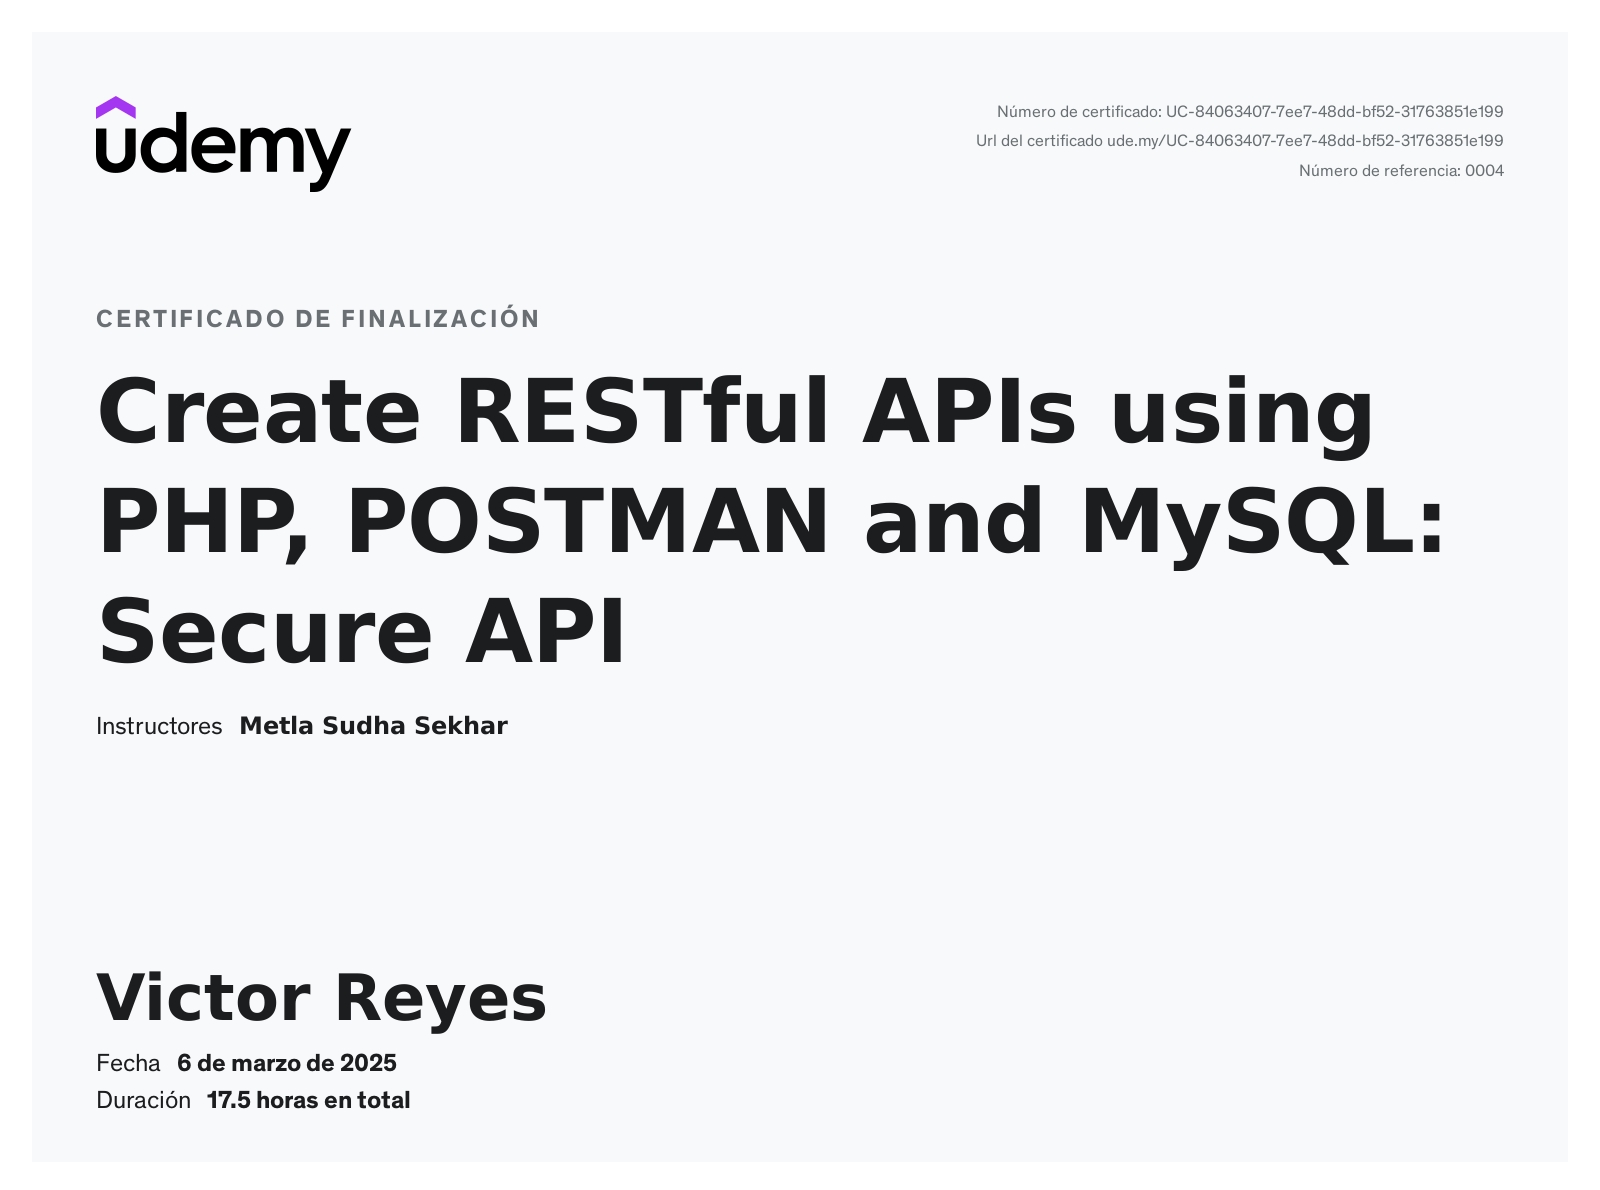 udemy
Número de certificado: UC-84063407-7ee7-48dd-bf52-31763851e199
Url del certificado ude.my/UC-84063407-7ee7-48dd-bf52-31763851e199
Número de referencia: 0004
CERTIFICADO DE FINALIZACIÓN
Create RESTful APIs using
PHP, POSTMAN and MySQL:
Secure API
Instructores Metla Sudha Sekhar
Victor Reyes
Fecha 6 de marzo de 2025
Duración 17.5 horas en total